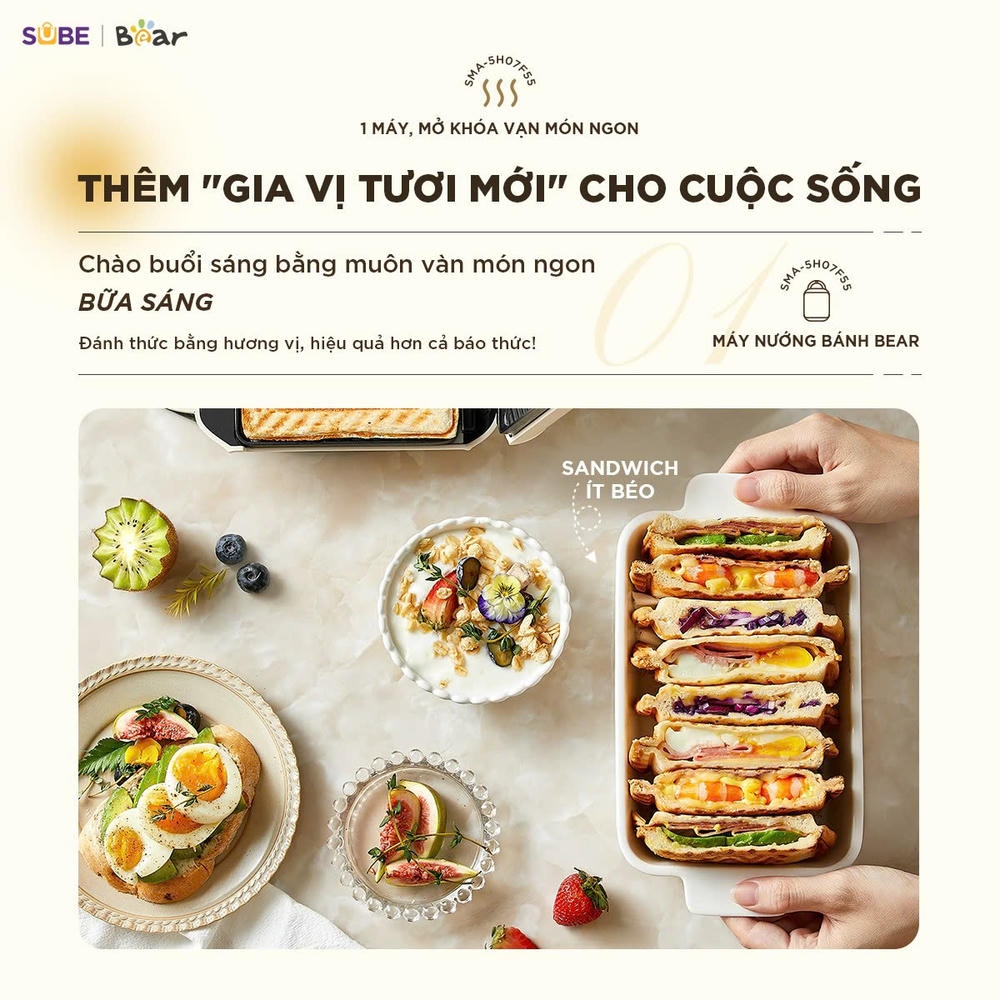 SUBE | Bear
SMA-5H07F55
1 MÁY, MỞ KHÓA VẠN MÓN NGON
THÊM "GIA VỊ TƯƠI MỚI" CHO CUỘC SỐNG
Chào buổi sáng bằng muôn vàn món ngon
BỮA SÁNG
Đánh thức bằng hương vị, hiệu quả hơn cả báo thức!
01
SMA-5H07F55
MÁY NƯỚNG BÁNH BEAR
SANDWICH
ÍT BÉO